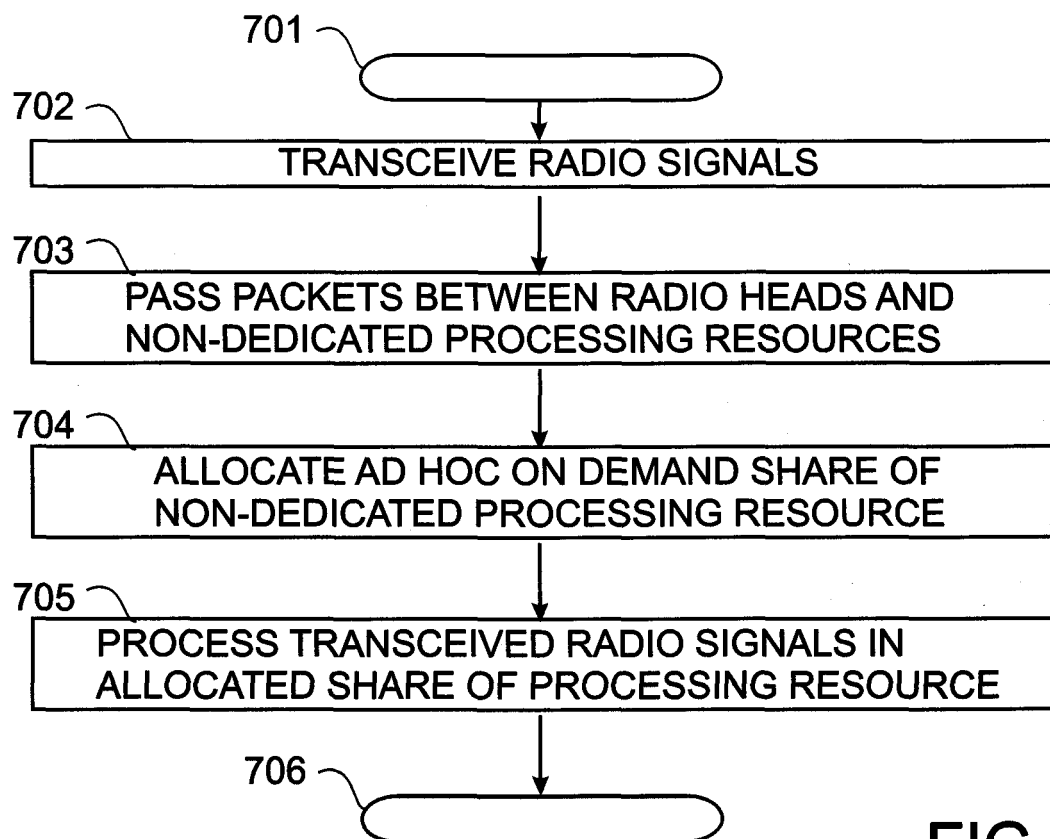 701
702
TRANSCEIVE RADIO SIGNALS
703
PASS PACKETS BETWEEN RADIO HEADS AND
NON-DEDICATED PROCESSING RESOURCES
704
ALLOCATE AD HOC ON DEMAND SHARE OF
NON-DEDICATED PROCESSING RESOURCE
705
PROCESS TRANSCEIVED RADIO SIGNALS IN
ALLOCATED SHARE OF PROCESSING RESOURCE
706
FIG